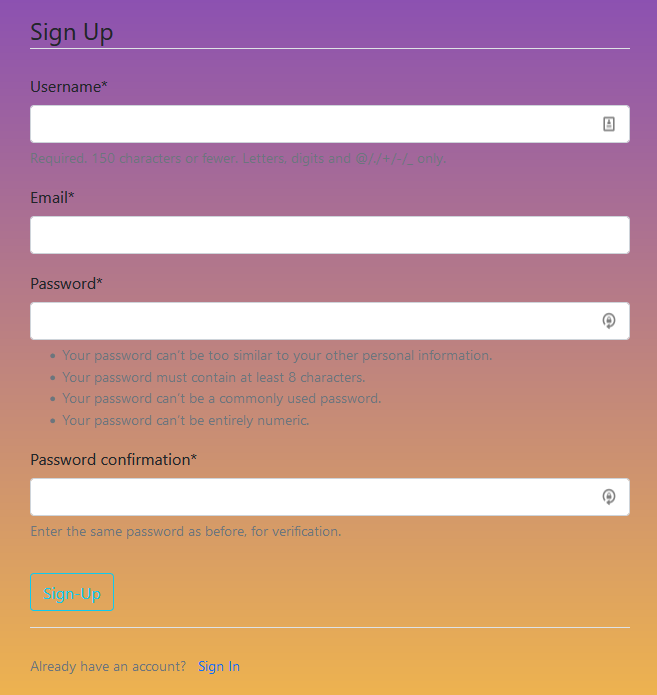 Sign Up
Username*
Required. 150 characters or fewer. Letters, digits and @/./+/-/_ only.
Email*
Password*
Your password can't be too similar to your other personal information.
Your password must contain at least 8 characters.
Your password can't be a commonly used password.
Your password can't be entirely numeric.
Password confirmation*
Enter the same password as before, for verification.
Sign-Up
Already have an account? Sign In